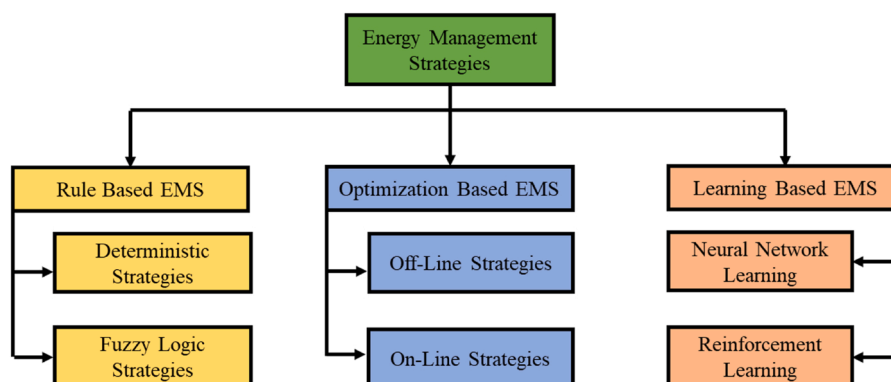 Energy Management
Strategies
Rule Based EMS
Optimization Based EMS
Learning Based EMS
Deterministic
Strategies
Off-Line Strategies
Neural Network
Learning
Fuzzy Logic
Strategies
On-Line Strategies
Reinforcement
Learning